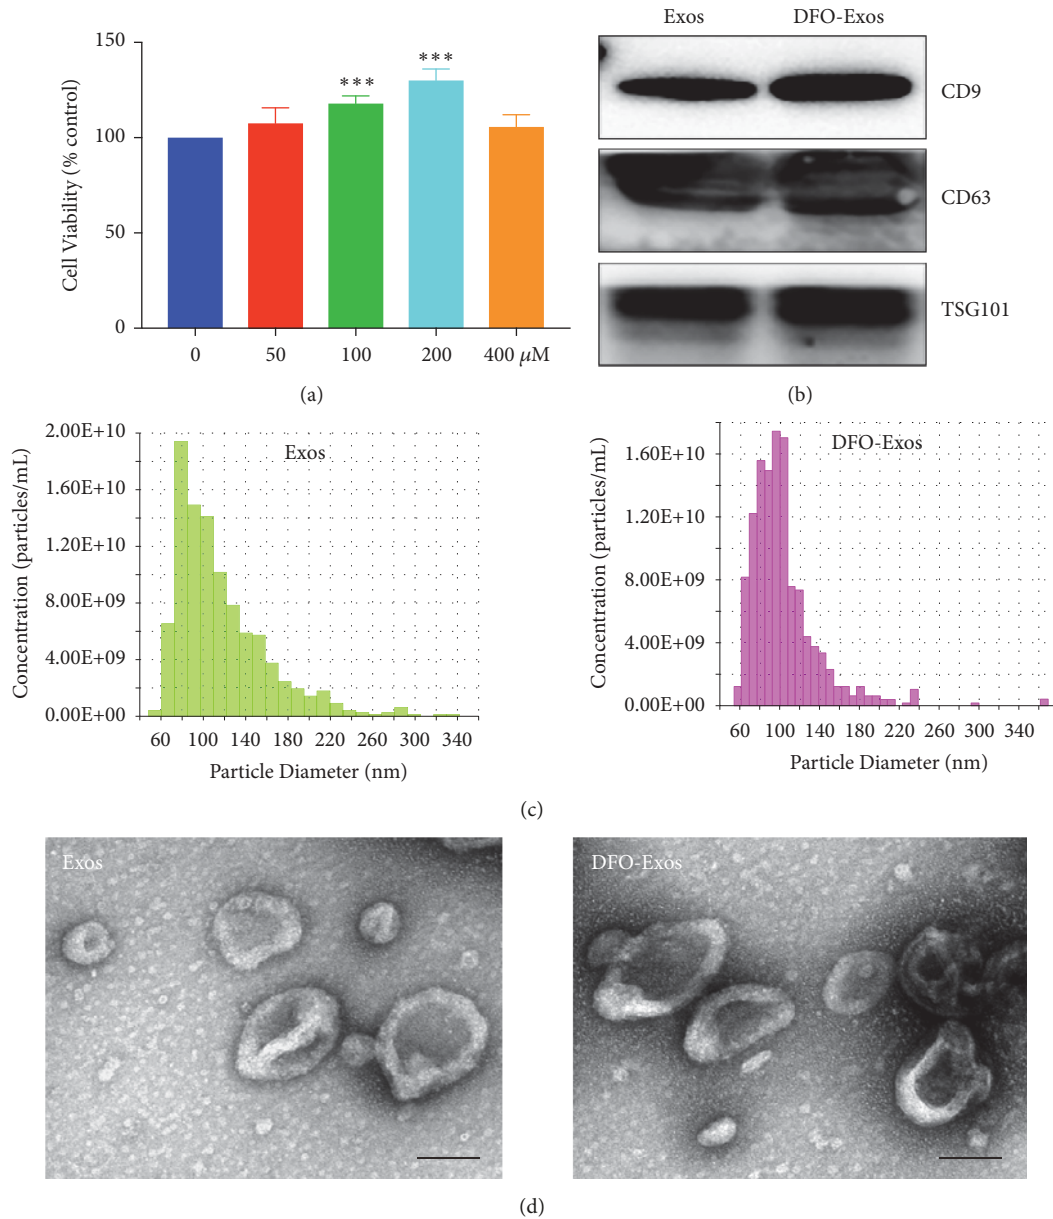 Cell Viability (% control)
150
100
50
0
*** ***
0 50 100 200 400 μM
(a)
Exos DFO-Exos
CD9
CD63
TSG101
(b)
Concentration (particles/mL)
2.00E+10
1.60E+10
1.20E+10
8.00E+09
4.00E+09
0.00E+00
Exos
60 100 140 180 220 260 300 340
Particle Diameter (nm)
Concentration (particles/mL)
1.60E+10
1.20E+10
8.00E+09
4.00E+09
0.00E+00
DFO-Exos
60 100 140 180 220 260 300 340
Particle Diameter (nm)
(c)
Exos
DFO-Exos
(d)